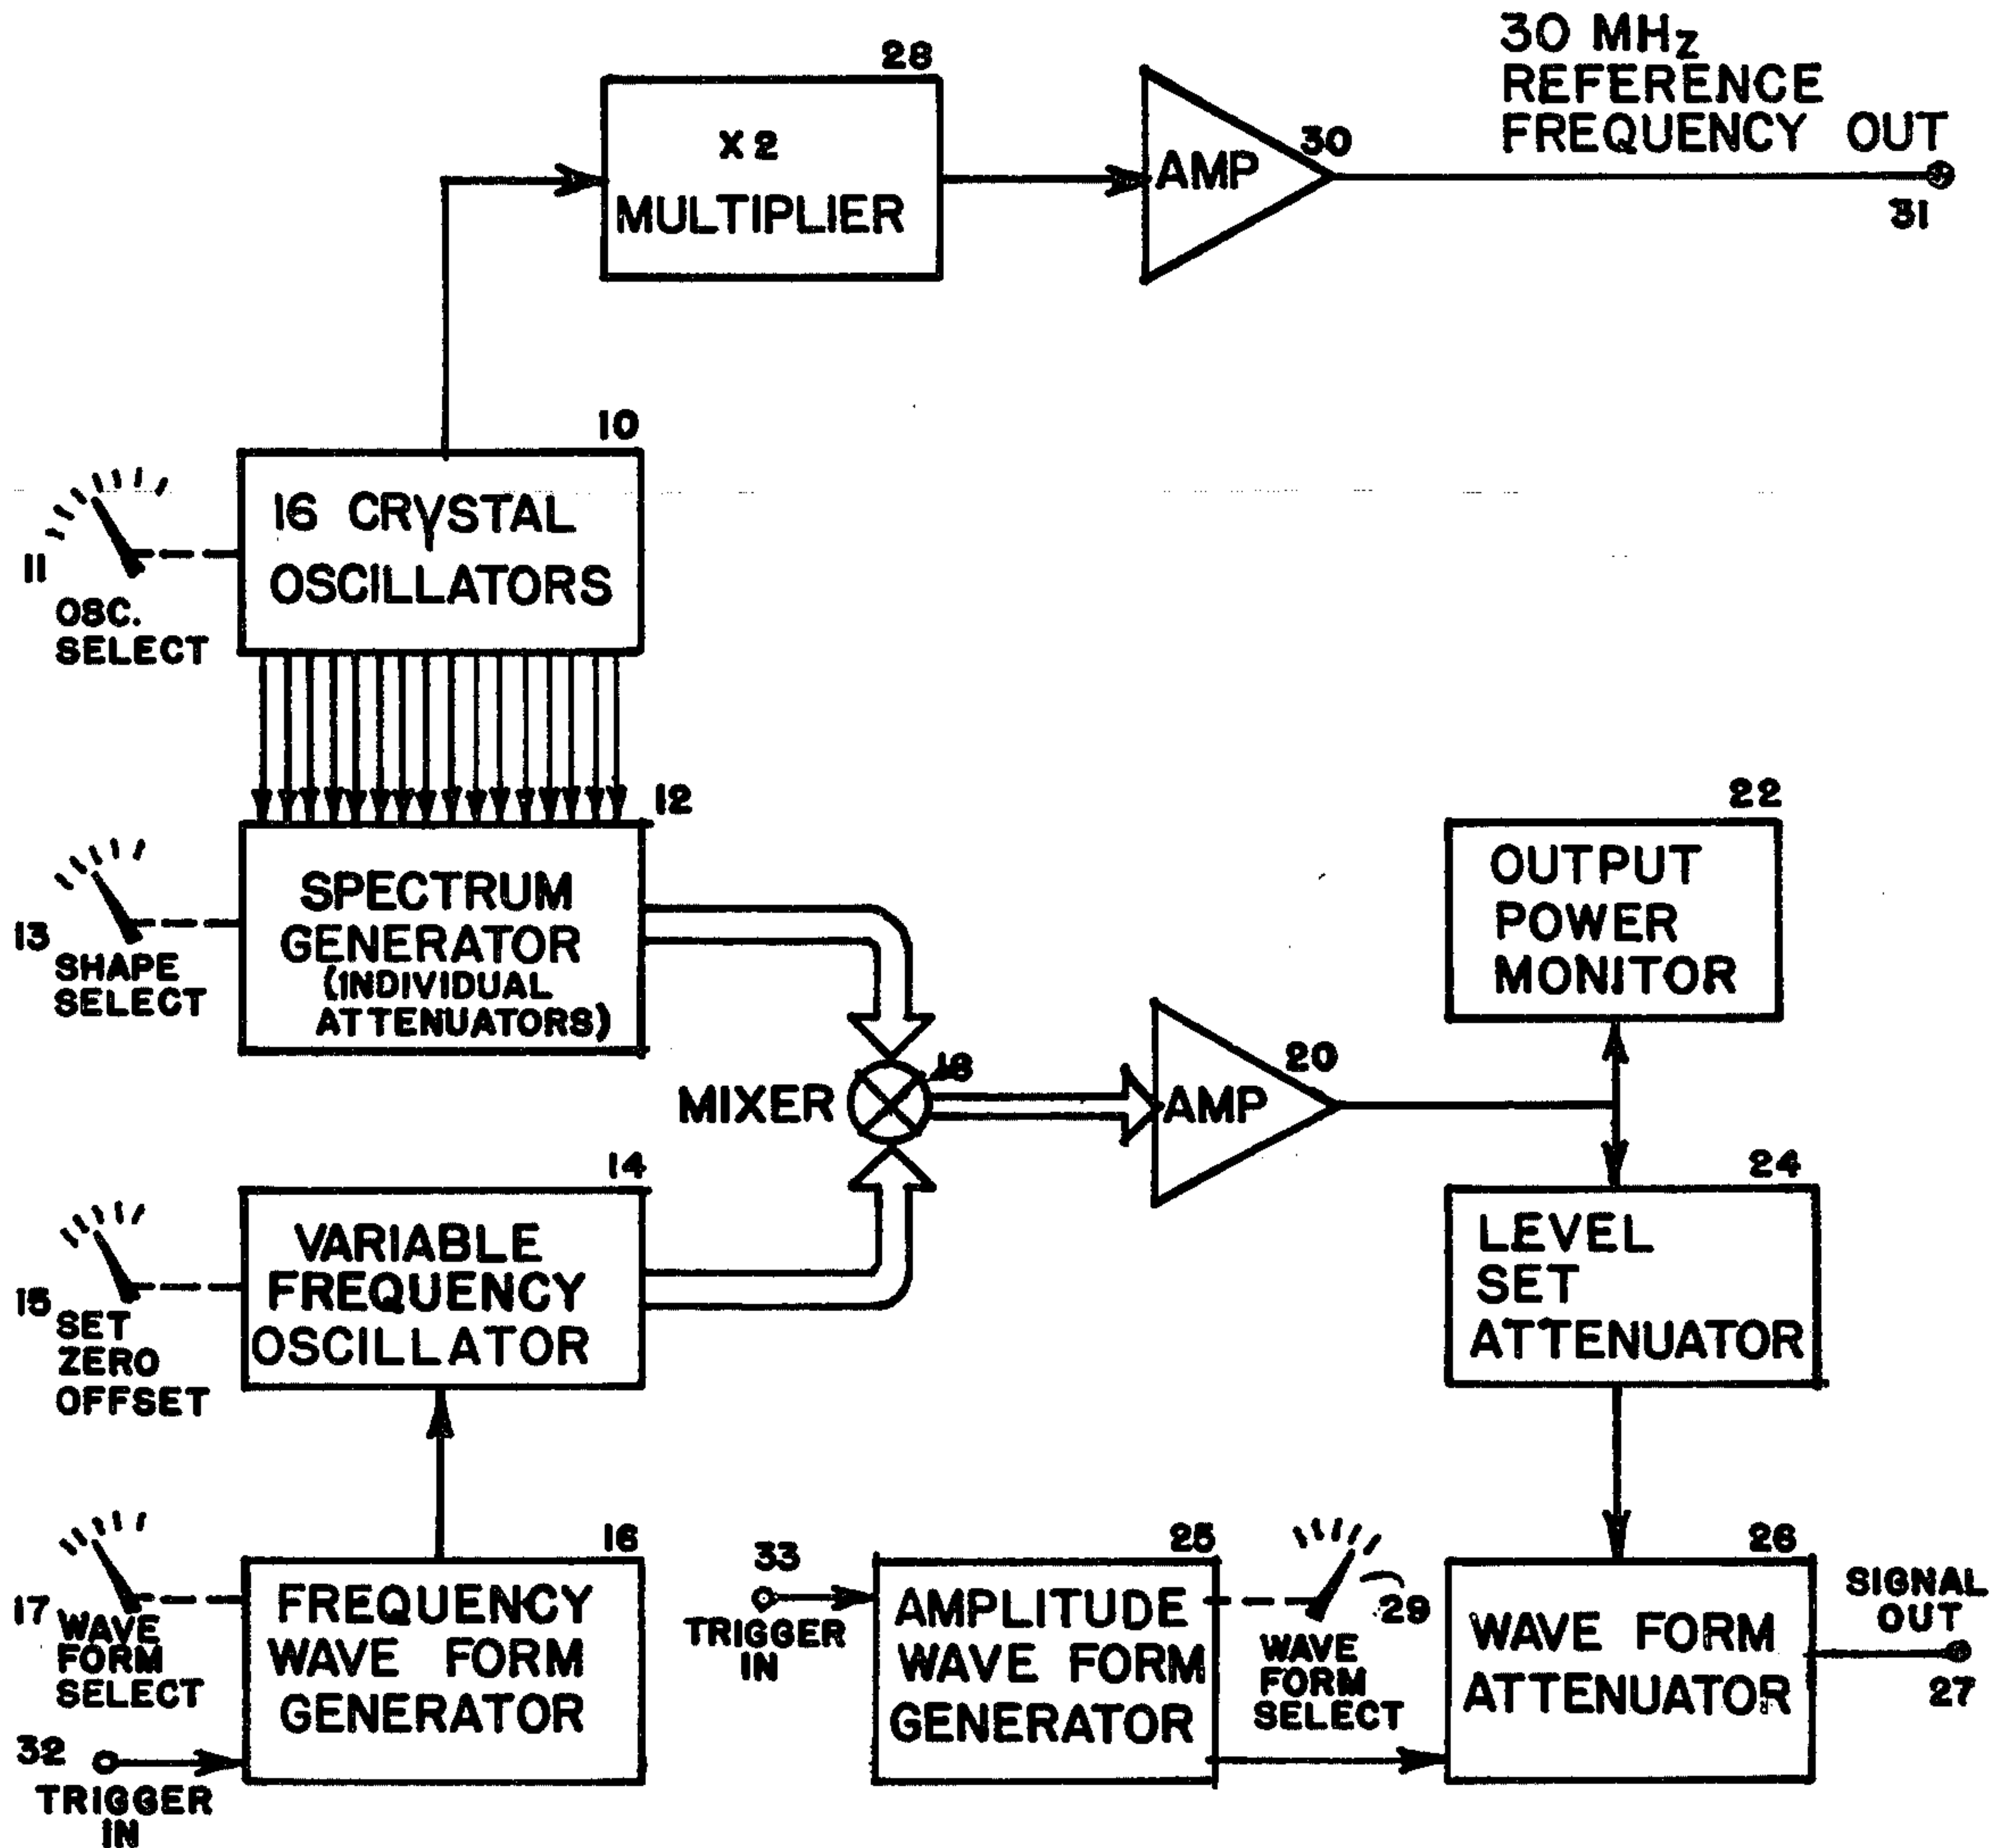 28
X 2
MULTIPLIER
AMP
30
30 MHz
REFERENCE
FREQUENCY OUT
31
10
16 CRYSTAL
OSCILLATORS
11
OSC.
SELECT
12
SPECTRUM
GENERATOR
(INDIVIDUAL
ATTENUATORS)
13
SHAPE
SELECT
22
OUTPUT
POWER
MONITOR
MIXER
18
AMP
20
14
VARIABLE
FREQUENCY
OSCILLATOR
15
SET
ZERO
OFFSET
24
LEVEL
SET
ATTENUATOR
16
FREQUENCY
WAVE FORM
GENERATOR
17
WAVE
FORM
SELECT
32
TRIGGER
IN
33
TRIGGER
IN
25
AMPLITUDE
WAVE FORM
GENERATOR
29
WAVE
FORM
SELECT
26
WAVE FORM
ATTENUATOR
SIGNAL
OUT
27